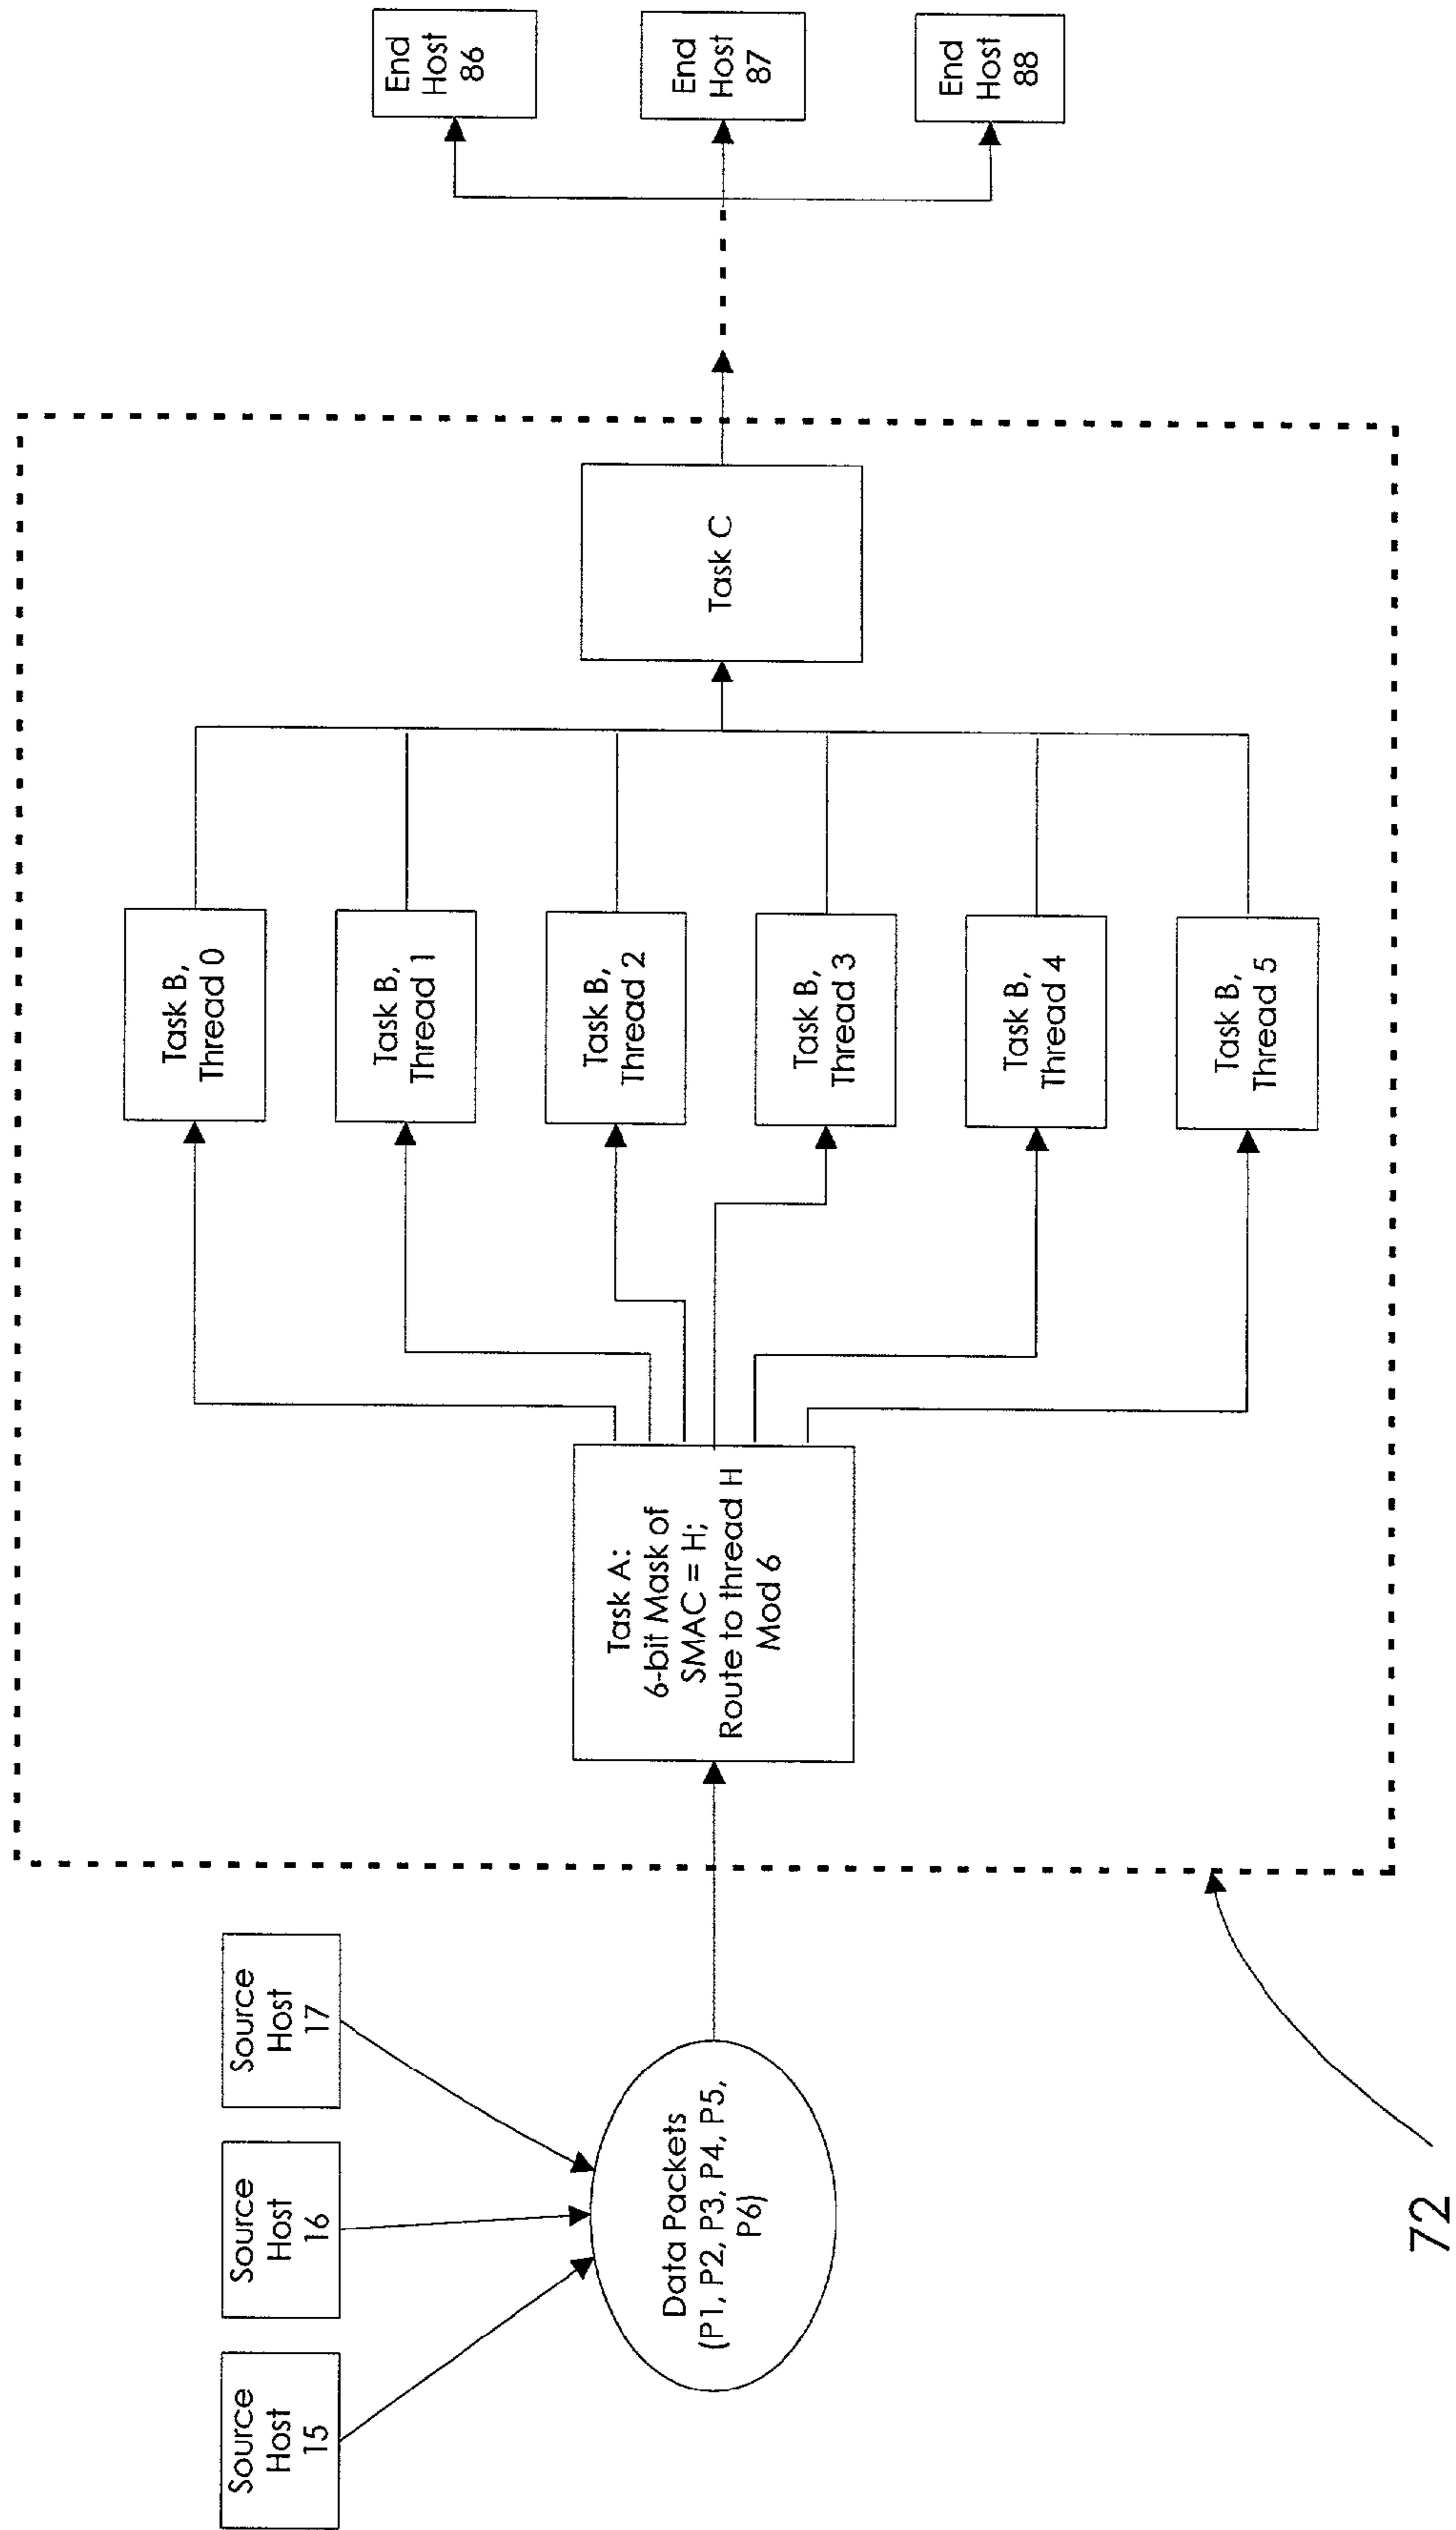 Source
Host
15
Source
Host
16
Source
Host
17
Data Packets
(P1, P2, P3, P4, P5,
P6)
72
Task A:
6-bit Mask of
SMAC = H;
Route to thread H
Mod 6
Task B,
Thread 0
Task B,
Thread 1
Task B,
Thread 2
Task B,
Thread 3
Task B,
Thread 4
Task B,
Thread 5
Task C
End
Host
86
End
Host
87
End
Host
88